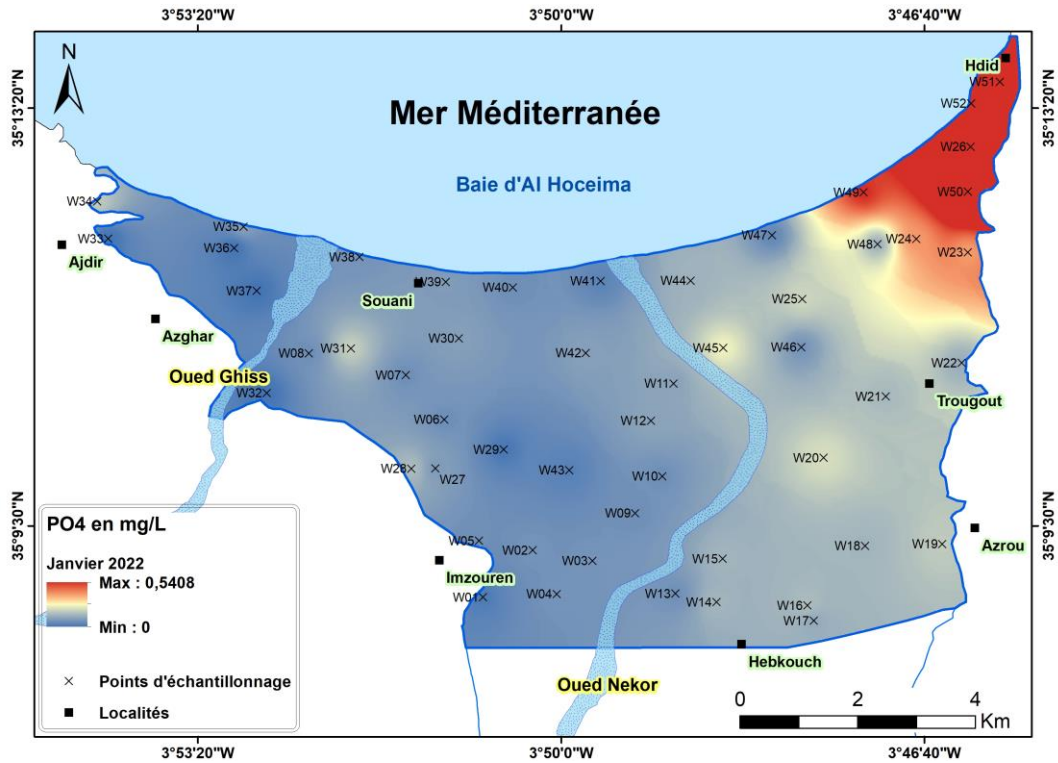 3°53'20"W 3°50'0"W 3°46'40"W
N
Hdid
W51
35°13'20"N 35°13'20"N
W52
Mer Méditerranée
W26
Baie d'Al Hoceima
W49 W50
W34
W35
W33 W36 W47 W48 W24
Ajdir
W38 W23
W39 W40 W41 W44
Souani
W37 W25
Azghar
W30
W08 W31 W42 W45 W46
W22
Oued Ghiss
W07 W11
Trougout
W32 W21
W06 W12
W29 W20
W28 W43 W10
W27
W09
35°9'30"N 35°9'30"N
PO4 en mg/L
Azrou
W05 W02 W18 W19
W03 W15
Janvier 2022
Imzouren
Max : 0,5408
W01 W04 W13 W14 W16
W17
Min : 0
Hebkouch
Points d'échantillonnage
Oued Nekor
0 2 4
Km
Localités
3°53'20"W 3°50'0"W 3°46'40"W